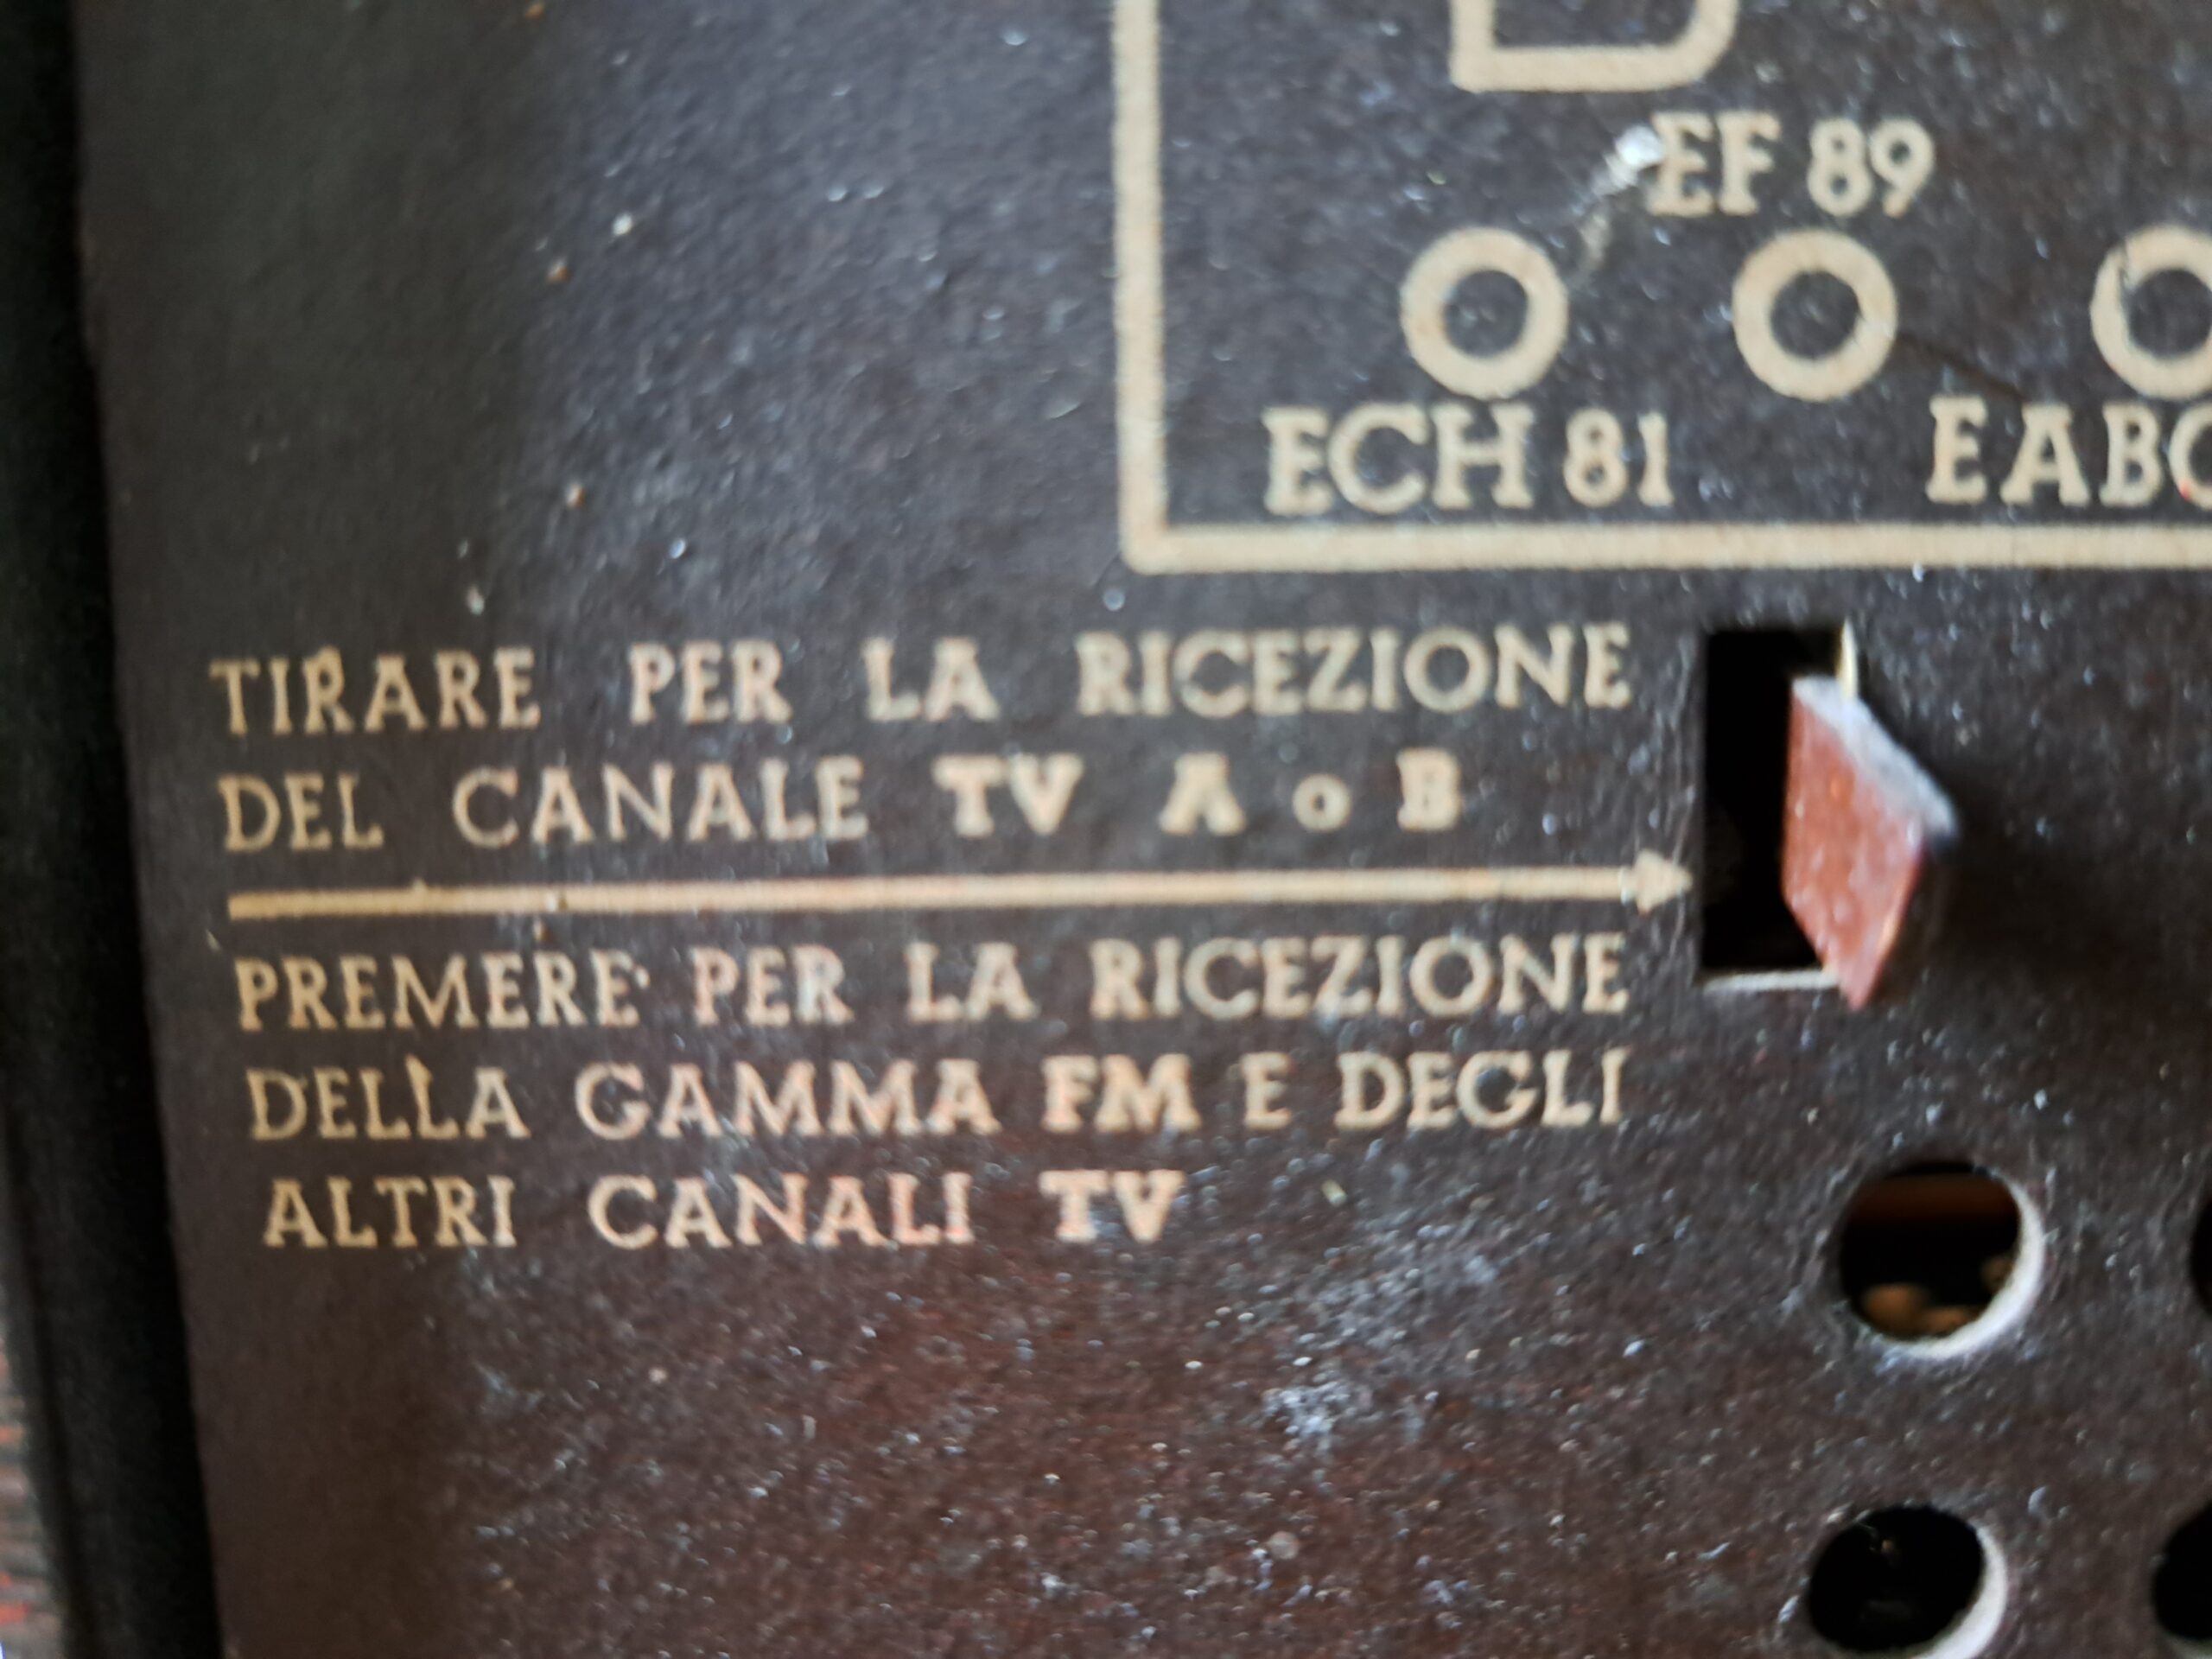 EF 89
ECH 81 EABC
TIRARE PER LA RICEZIONE
DEL CANALE TV A o B
PREMERE PER LA RICEZIONE
DELLA GAMMA FM E DEGLI
ALTRI CANALI TV